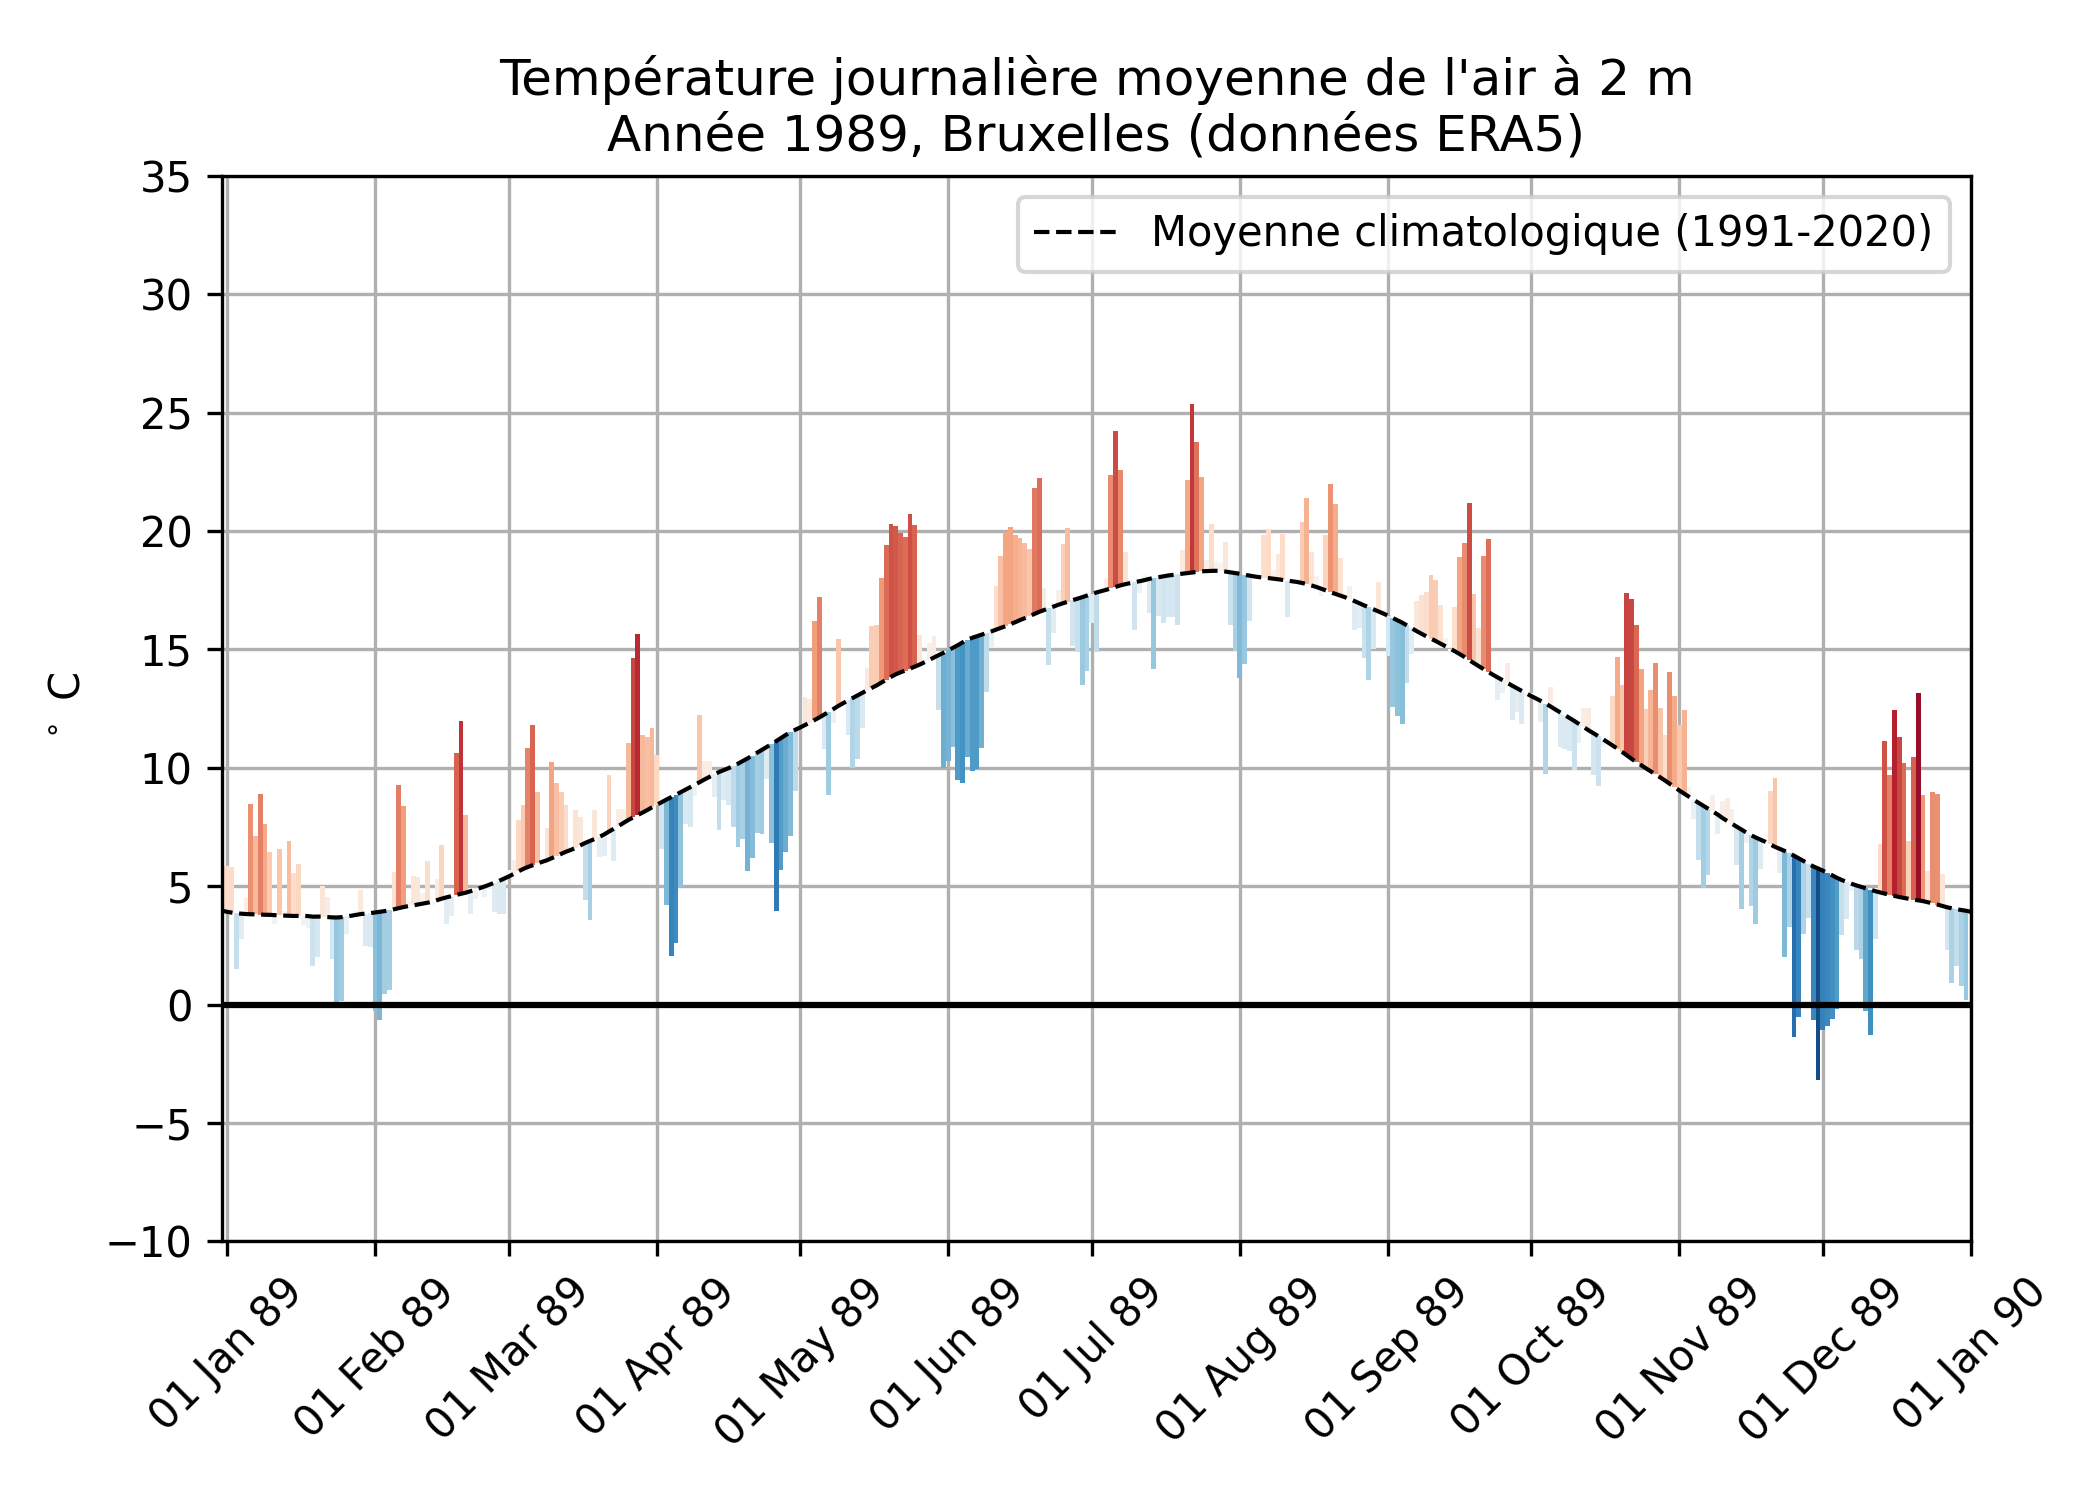 Température journalière moyenne de l'air à 2 m
Année 1989, Bruxelles (données ERA5)
Moyenne climatologique (1991-2020)
35
30
25
20
15
10
5
0
−5
−10
° C
01 Jan 89
01 Feb 89
01 Mar 89
01 Apr 89
01 May 89
01 Jun 89
01 Jul 89
01 Aug 89
01 Sep 89
01 Oct 89
01 Nov 89
01 Dec 89
01 Jan 90